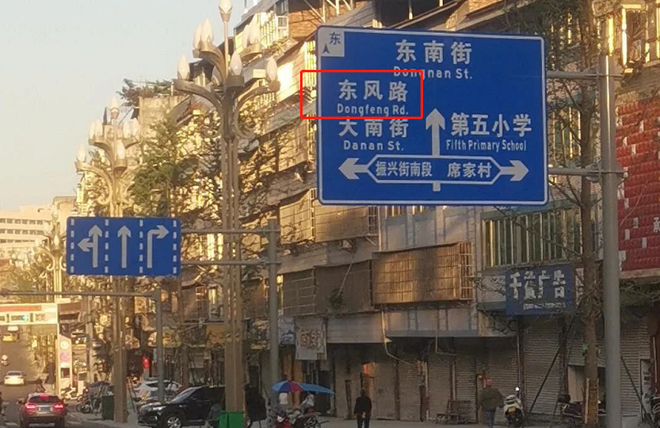 东
东南街
Dongnan St.
东风路
Dongfeng Rd.
大南街
Danan St.
第五小学
Fifth Primary School
振兴街南段
席家村
广告